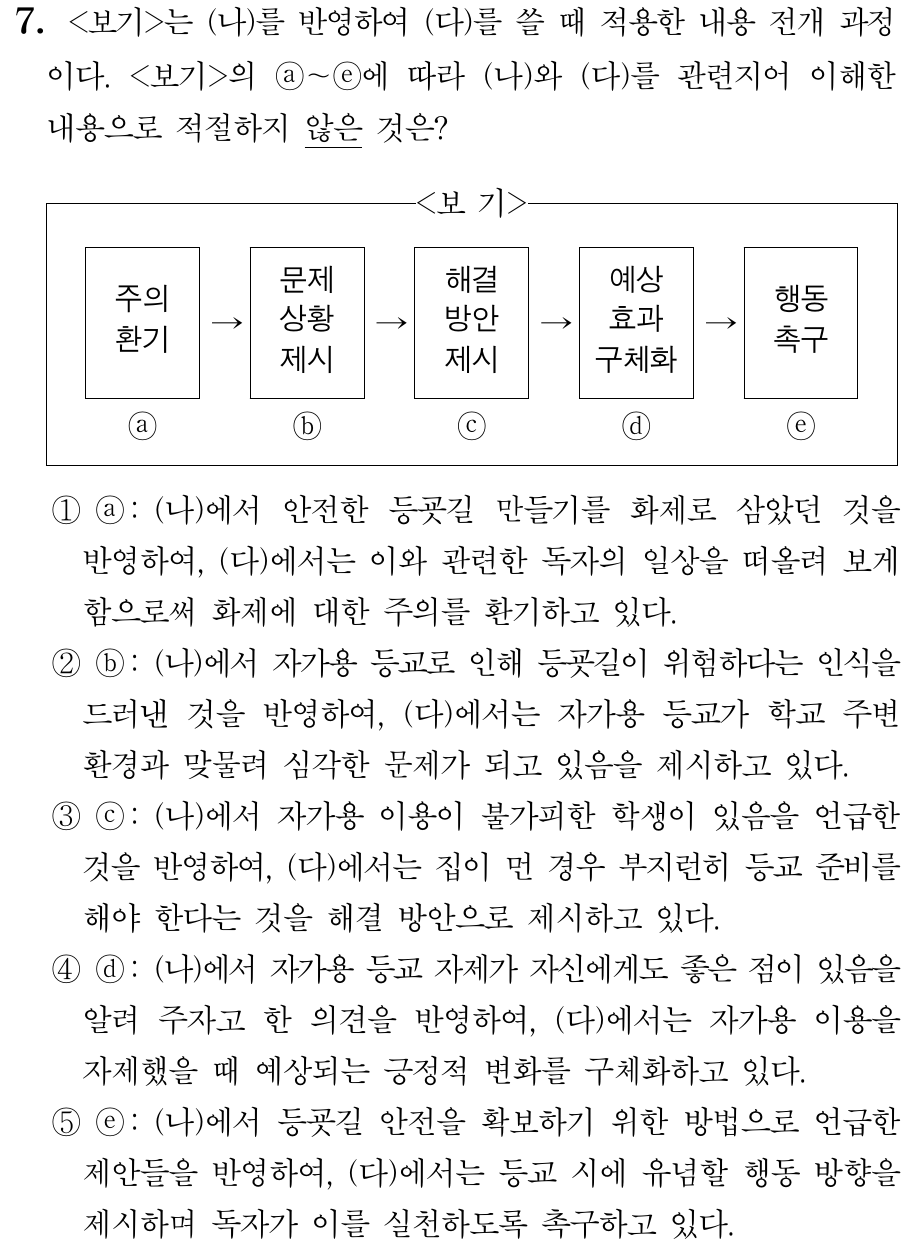 7. <보기>는 (나)를 반영하여 (다)를 쓸 때 적용한 내용 전개 과정
이다. <보기>의 ⓐ~ⓔ에 따라 (나)와 (다)를 관련지어 이해한
내용으로 적절하지 않은 것은?
<보 기>
주의
환기
→
문제
상황
제시
→
해결
방안
제시
→
예상
효과
구체화
→
행동
촉구
ⓐ ⓑ ⓒ ⓓ ⓔ
① ⓐ: (나)에서 안전한 등굣길 만들기를 화제로 삼았던 것을
반영하여, (다)에서는 이와 관련한 독자의 일상을 떠올려 보게
함으로써 화제에 대한 주의를 환기하고 있다.
② ⓑ: (나)에서 자가용 등교로 인해 등굣길이 위험하다는 인식을
드러낸 것을 반영하여, (다)에서는 자가용 등교가 학교 주변
환경과 맞물려 심각한 문제가 되고 있음을 제시하고 있다.
③ ⓒ: (나)에서 자가용 이용이 불가피한 학생이 있음을 언급한
것을 반영하여, (다)에서는 집이 먼 경우 부지런히 등교 준비를
해야 한다는 것을 해결 방안으로 제시하고 있다.
④ ⓓ: (나)에서 자가용 등교 자제가 자신에게도 좋은 점이 있음을
알려 주자고 한 의견을 반영하여, (다)에서는 자가용 이용을
자제했을 때 예상되는 긍정적 변화를 구체화하고 있다.
⑤ ⓔ: (나)에서 등굣길 안전을 확보하기 위한 방법으로 언급한
제안들을 반영하여, (다)에서는 등교 시에 유념할 행동 방향을
제시하며 독자가 이를 실천하도록 촉구하고 있다.